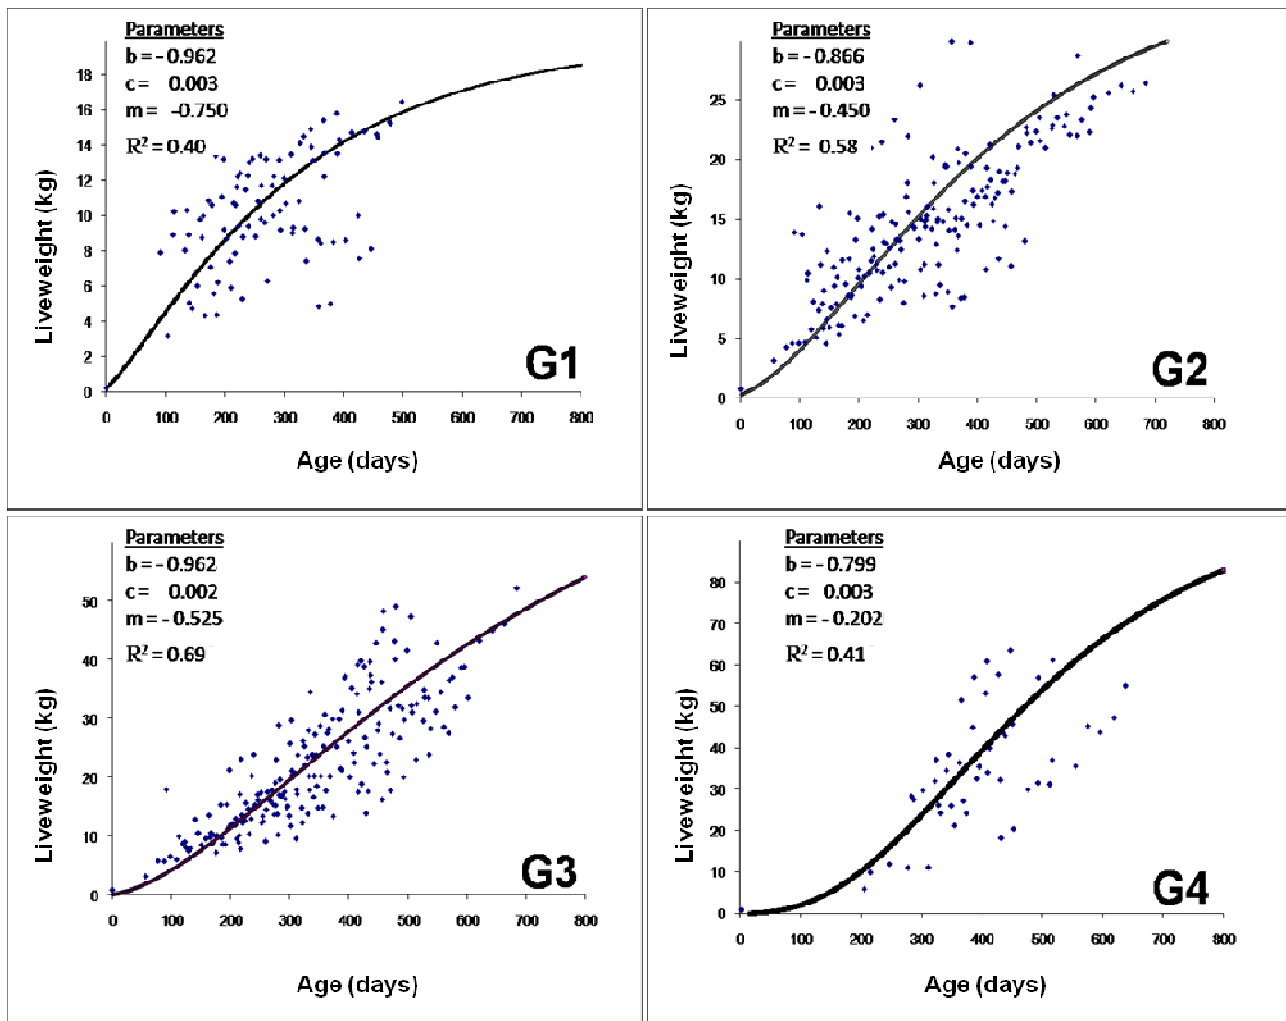 Parameters
b = - 0.962
c = 0.003
m = -0.750
R² = 0.40
18
16
14
12
10
8
6
4
2
0
Liveweight (kg)
0 100 200 300 400 500 600 700 800
Age (days)
G1
Parameters
b = - 0.866
c = 0.003
m = - 0.450
R² = 0.58
25
20
15
10
5
0
Liveweight (kg)
0 100 200 300 400 500 600 700 800
Age (days)
G2
Parameters
b = - 0.962
c = 0.002
m = - 0.525
R² = 0.69
50
40
30
20
10
0
Liveweight (kg)
0 100 200 300 400 500 600 700 800
Age (days)
G3
Parameters
b = - 0.799
c = 0.003
m = - 0.202
R² = 0.41
80
70
60
50
40
30
20
10
0
Liveweight (kg)
0 100 200 300 400 500 600 700 800
Age (days)
G4